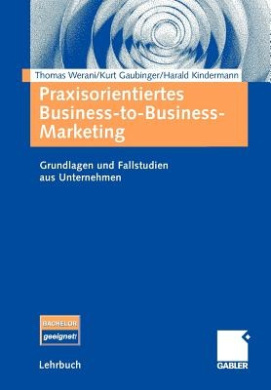 Thomas Werani/Kurt Gaubinger/Harald Kindermann
Praxisorientiertes
Business-to-Business-
Marketing
Grundlagen und Fallstudien
aus Unternehmen
BACHELOR
geeignet!
Lehrbuch
GABLER